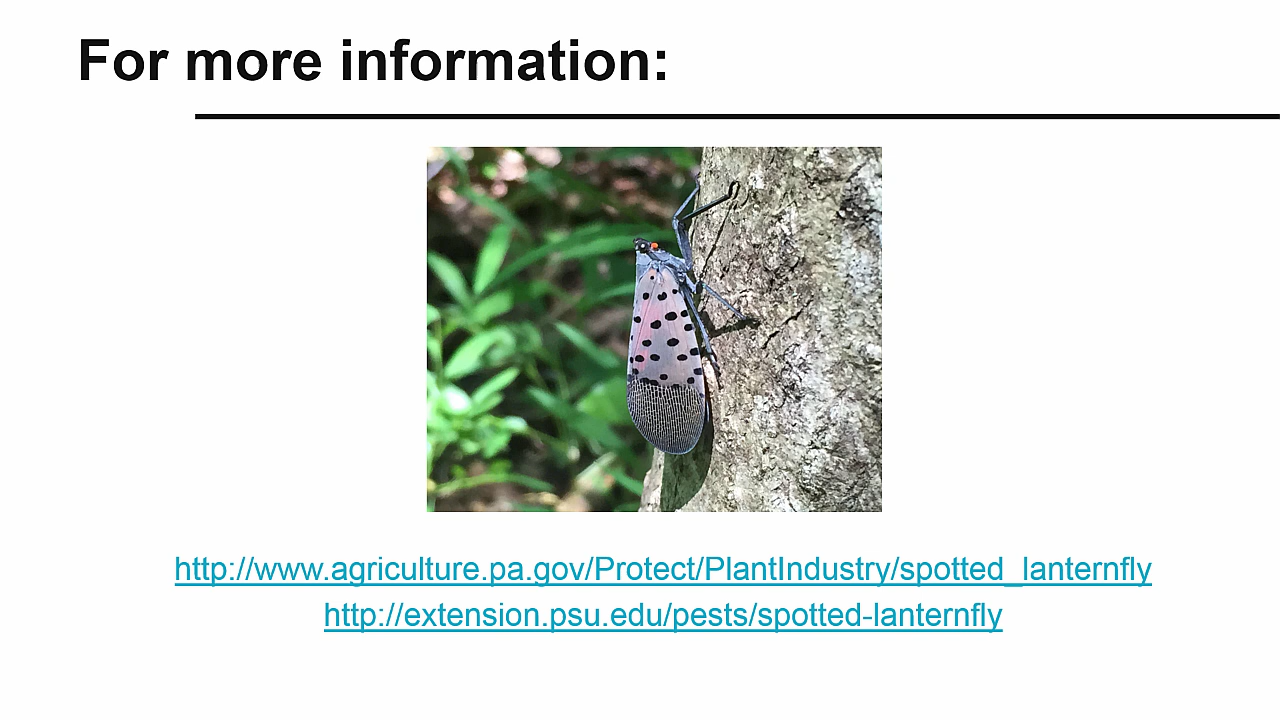 For more information:
http://www.agriculture.pa.gov/Protect/PlantIndustry/spotted_lanternfly
http://extension.psu.edu/pests/spotted-lanternfly